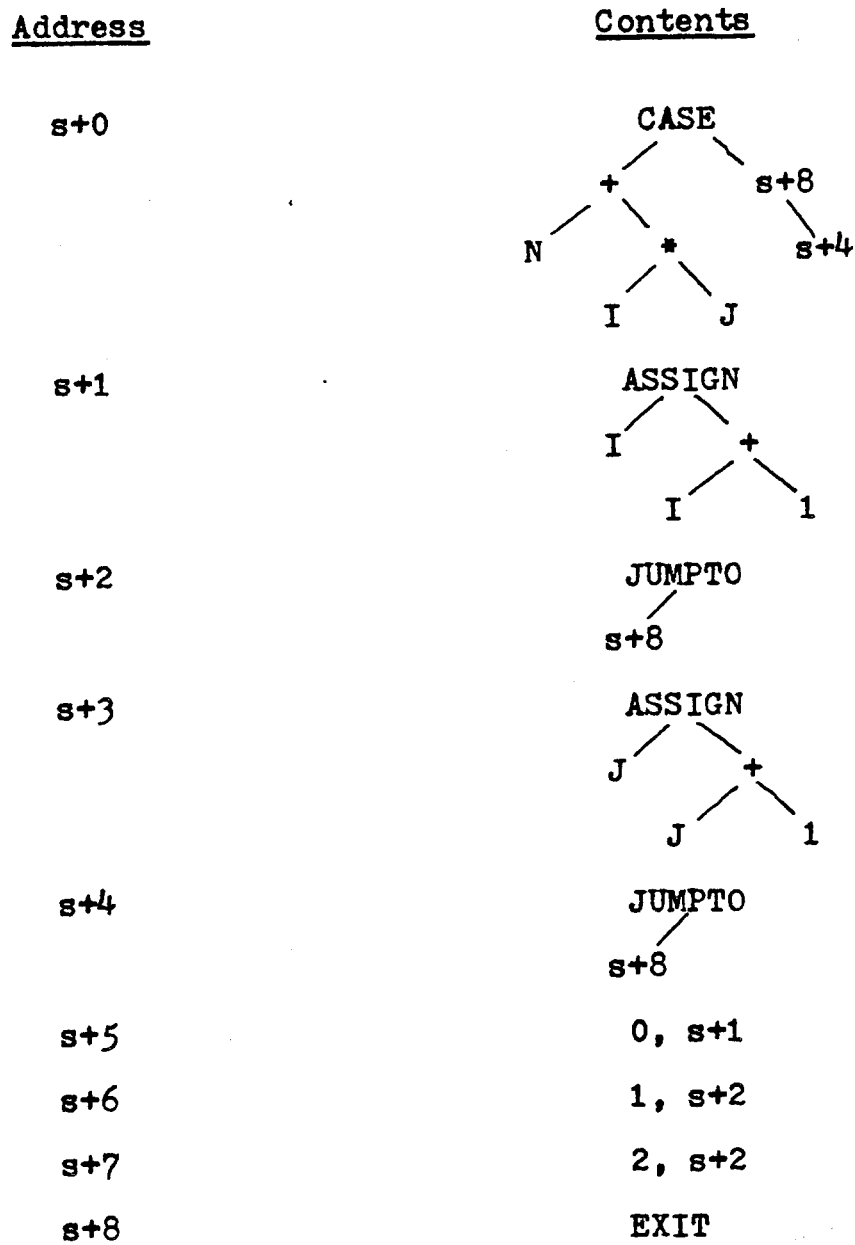 Address Contents
s+0 CASE
+ s+8
N * s+4
I J
s+1 ASSIGN
I +
I 1
s+2 JUMPTO
s+8
s+3 ASSIGN
J +
J 1
s+4 JUMPTO
s+8
s+5 0, s+1
s+6 1, s+2
s+7 2, s+2
s+8 EXIT